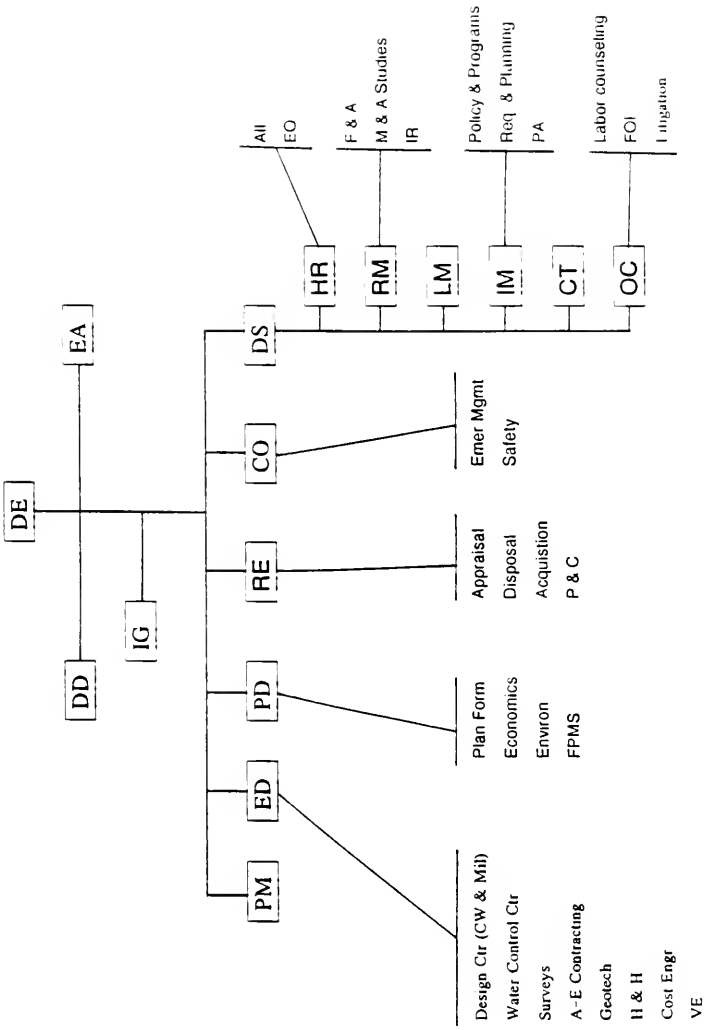 DE
DD
EA
IG
PM
ED
PD
RE
CO
DS
HR
RM
LM
IM
CT
OC
All
EO
F & A
M & A Studies
IR
Policy & Programs
Req & Planning
PA
Labor counseling
FOI
Litigation
Design Ctr (CW & Mil)
Water Control Ctr
Surveys
A-E Contracting
Geotech
H & H
Cost Engr
VE
Plan Form
Economics
Environ
FPMS
Appraisal
Disposal
Acquistion
P & C
Emer Mgmt
Safety